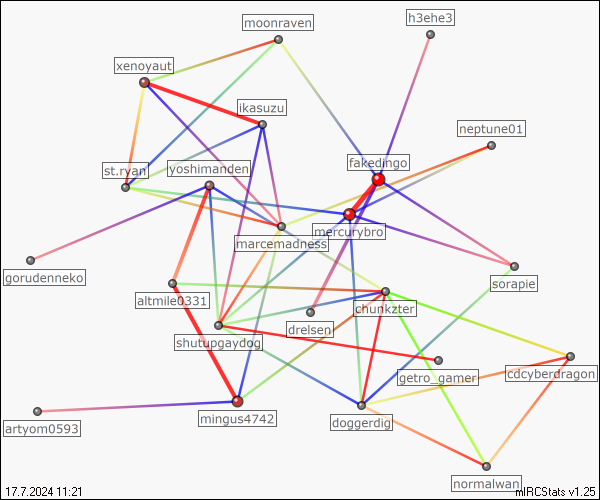 h3ehe3
moonraven
xenoyaut
ikasuzu
neptune01
fakedingo
st.ryan
yoshimanden
mercurybro
marcemadness
gorudenneko
sorapie
altmile0331
chunkzter
drelsen
shutupgaydog
getro_gamer
cdcyberdragon
mingus4742
doggerdig
artyom0593
normalwan
17.7.2024 11:21
mIRCStats v1.25